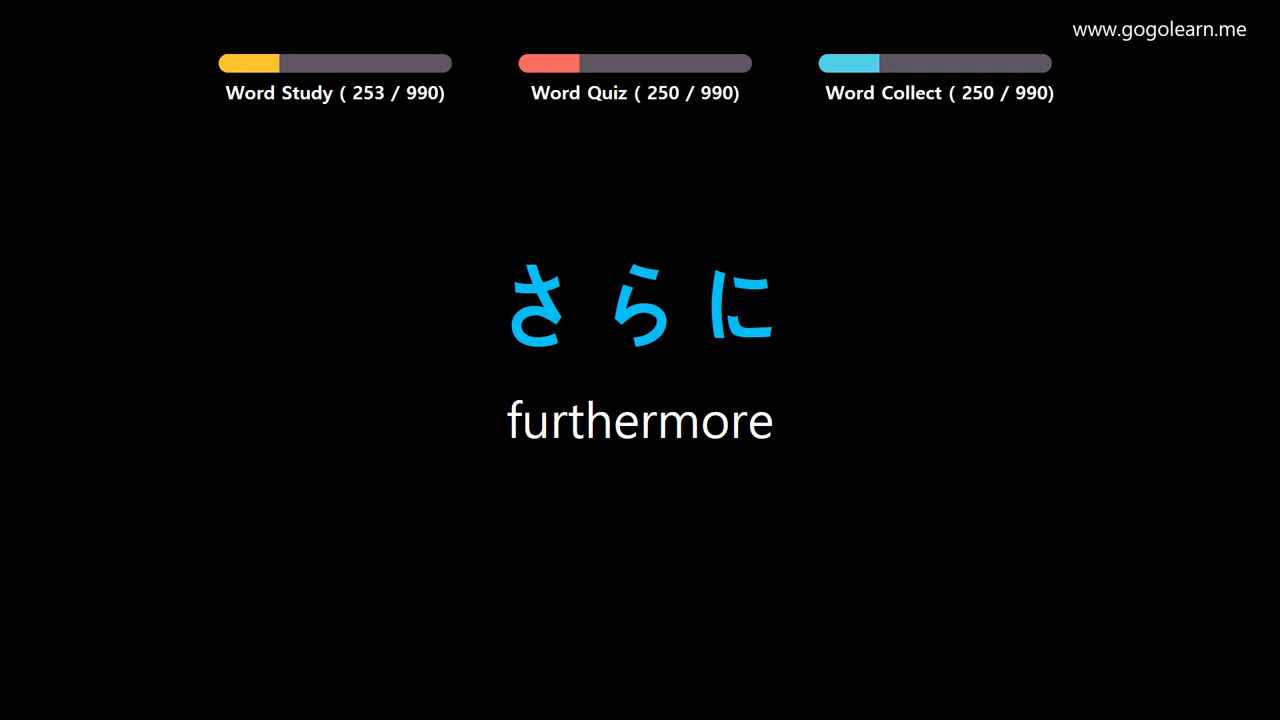 www.gogolearn.me
Word Study ( 253 / 990)
Word Quiz ( 250 / 990)
Word Collect ( 250 / 990)
さらに
furthermore